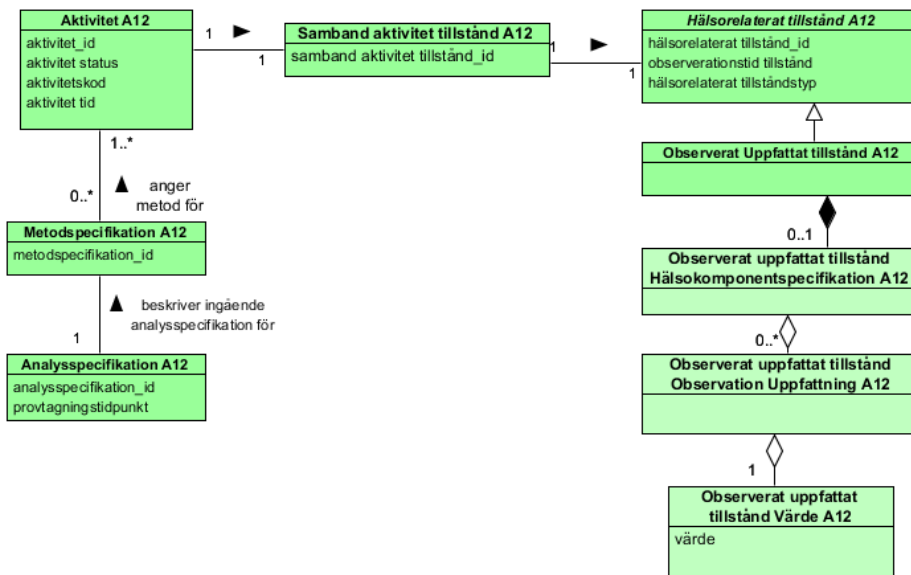 Aktivitet A12
aktivitet_id
aktivitet status
aktivitetskod
aktivitet tid
1
1
Samband aktivitet tillstånd A12
samband aktivitet tillstånd_id
1
1
Hälsorelaterat tillstånd A12
hälsorelaterat tillstånd_id
observerationstid tillstånd
hälsorelaterat tillståndstyp
1..*
0..*
anger
metod för
Metodspecifikation A12
metodspecifikation_id
beskriver ingående
analysspecifikation för
1
Analysspecifikation A12
analysspecifikation_id
provtagningstidpunkt
Observerat Uppfattat tillstånd A12
0..1
Observerat uppfattat tillstånd
Hälsokomponentspecifikation A12
0..*
Observerat uppfattat tillstånd
Observation Uppfattning A12
1
Observerat uppfattat
tillstånd Värde A12
värde